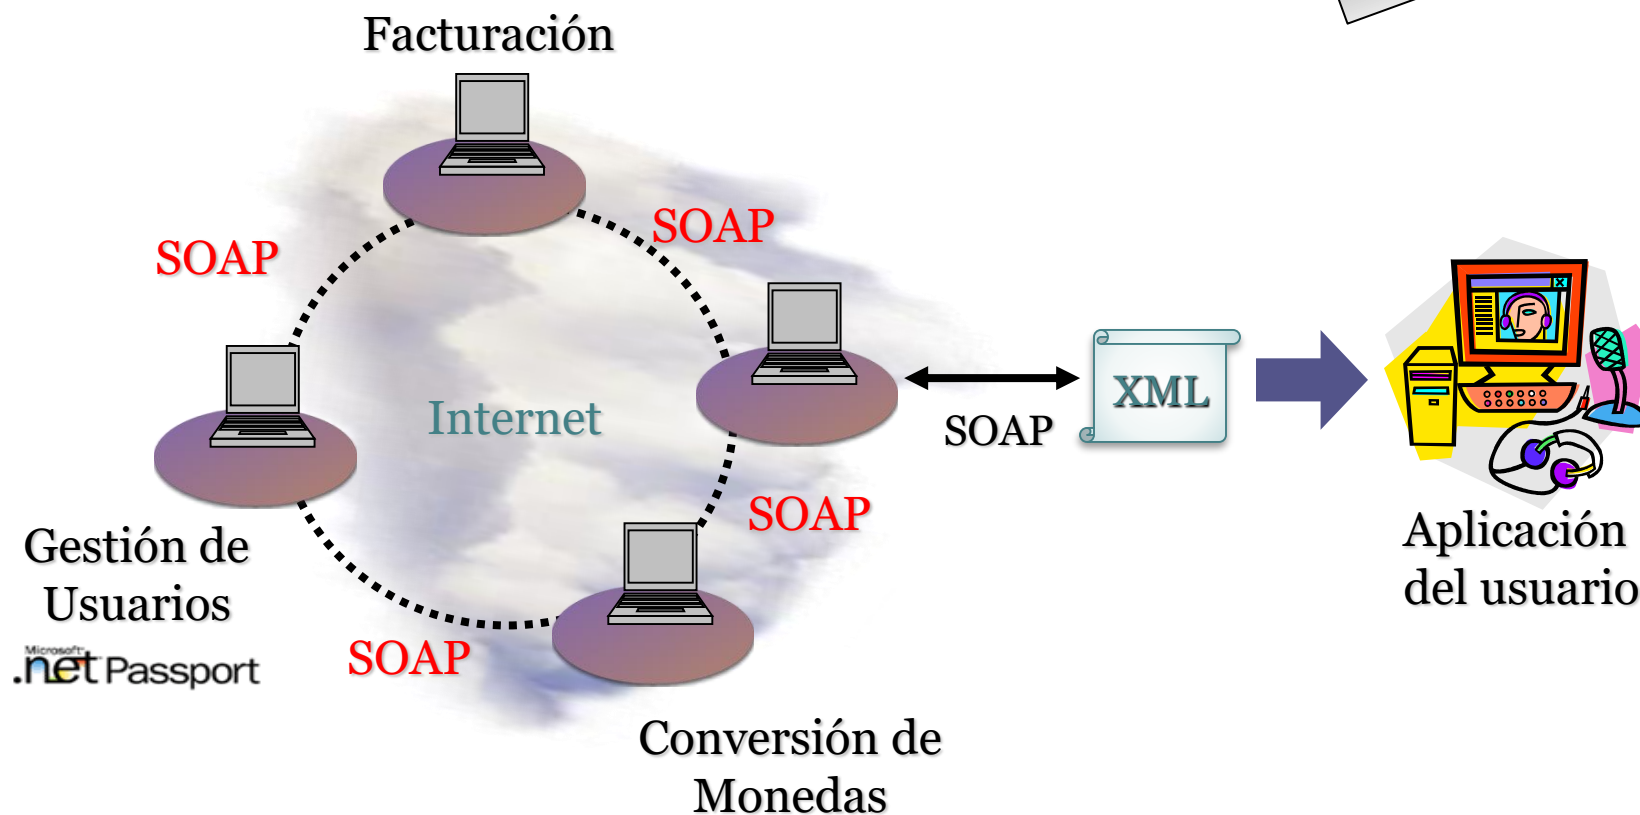 Facturación
SOAP
SOAP
Internet
XML
SOAP
SOAP
Gestión de
Usuarios
Microsoft
.net Passport
SOAP
Aplicación
del usuario
Conversión de
Monedas